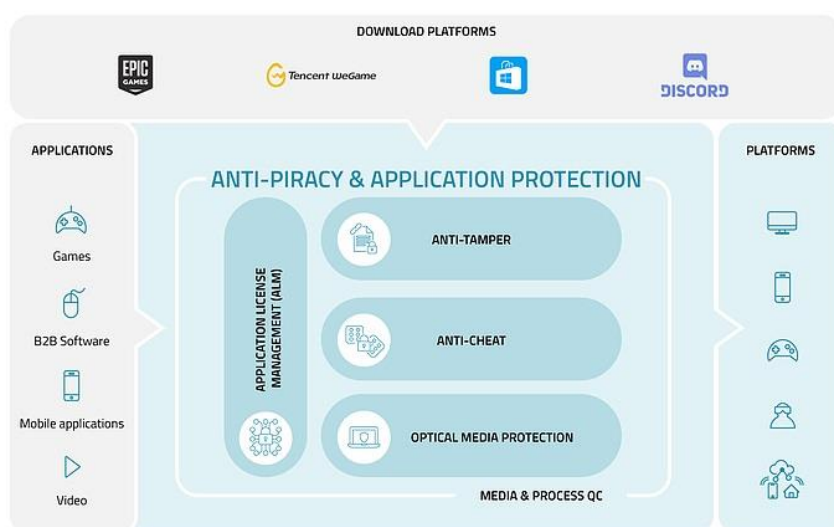 DOWNLOAD PLATFORMS
EPIC
GAMES
Tencent WeGame
DISCORD
APPLICATIONS
Games
B2B Software
Mobile applications
Video
ANTI-PIRACY & APPLICATION PROTECTION
APPLICATION LICENSE
MANAGEMENT (ALM)
ANTI-TAMPER
ANTI-CHEAT
OPTICAL MEDIA PROTECTION
MEDIA & PROCESS QC
PLATFORMS